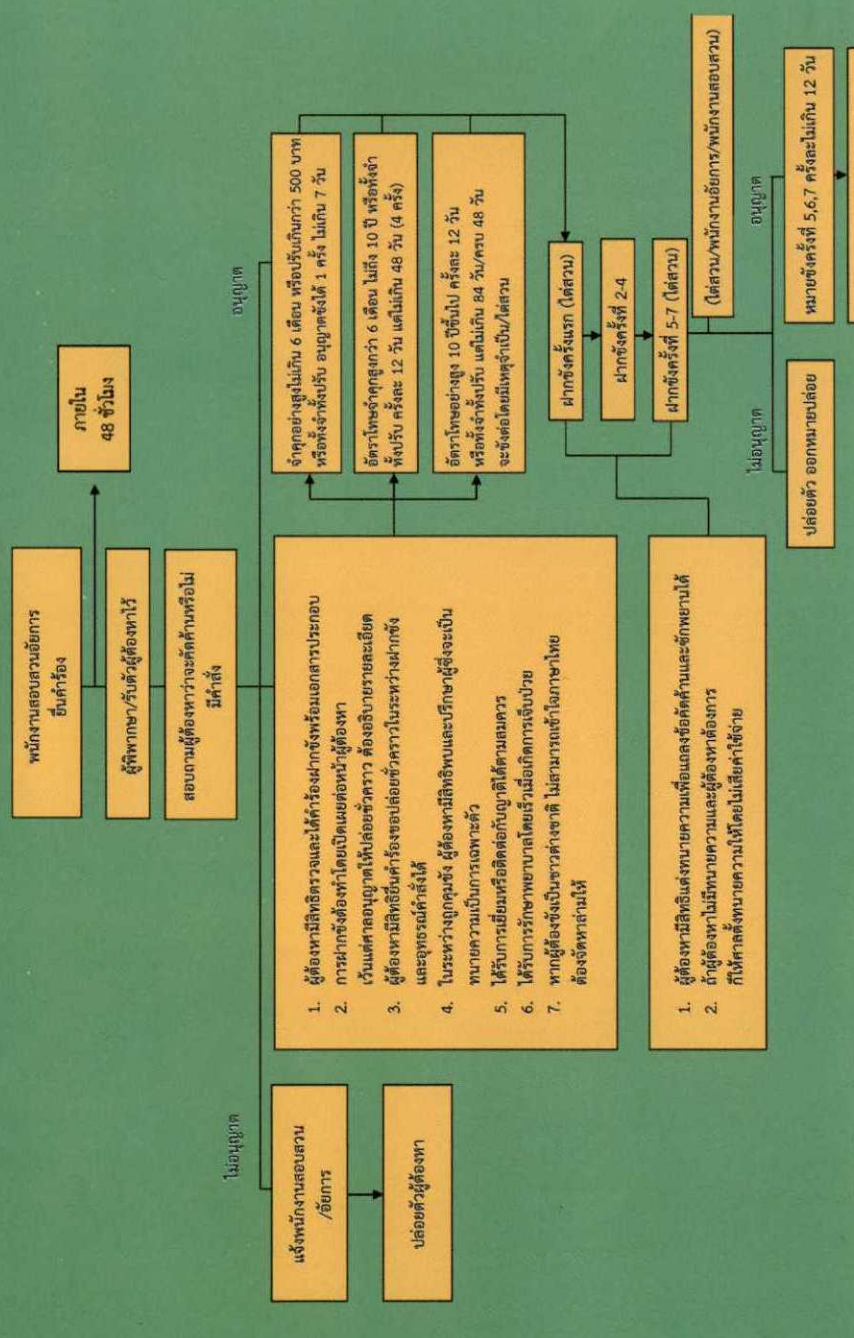 พนักงานสอบสวนอัยการ
ยื่นคำร้อง
ภายใน
48 ชั่วโมง
ผู้พิพากษา/รับตัวผู้ต้องหาไว้
สอบถามผู้ต้องหาว่าจะคัดค้านหรือไม่
มีคำสั่ง
ไม่อนุญาต
อนุญาต
แจ้งพนักงานสอบสวน
/อัยการ
ปล่อยตัวผู้ต้องหา
1. ผู้ต้องหามีสิทธิตรวจและได้คำร้องฝากขังพร้อมเอกสารประกอบ
2. การฝากขังต้องทำโดยเปิดเผยต่อหน้าผู้ต้องหา
เว้นแต่ศาลอนุญาตให้ปล่อยชั่วคราว ต้องอธิบายรายละเอียด
3. ผู้ต้องหามีสิทธิยื่นคำร้องขอปล่อยชั่วคราวในระหว่างฝากขัง
และอุทธรณ์คำสั่งได้
4. ในระหว่างถูกคุมขัง ผู้ต้องหามีสิทธิพบและปรึกษาผู้ซึ่งจะเป็น
ทนายความเป็นการเฉพาะตัว
5. ได้รับการเยี่ยมหรือติดต่อกับญาติได้ตามสมควร
6. ได้รับการรักษาพยาบาลโดยเร็วเมื่อเกิดการเจ็บป่วย
7. หากผู้ต้องขังเป็นชาวต่างชาติ ไม่สามารถเข้าใจภาษาไทย
ต้องจัดหาล่ามให้
จำคุกอย่างสูงไม่เกิน 6 เดือน หรือปรับเกินกว่า 500 บาท
หรือทั้งจำทั้งปรับ อนุญาตขังได้ 1 ครั้ง ไม่เกิน 7 วัน
อัตราโทษจำคุกสูงกว่า 6 เดือน ไม่ถึง 10 ปี หรือทั้งจำ
ทั้งปรับ ครั้งละ 12 วัน แต่ไม่เกิน 48 วัน (4 ครั้ง)
อัตราโทษอย่างสูง 10 ปีขึ้นไป ครั้งละ 12 วัน
หรือทั้งจำทั้งปรับ แต่ไม่เกิน 84 วัน/ครบ 48 วัน
จะขังต่อโดยมีเหตุจำเป็น/ไต่สวน
ฝากขังครั้งแรก (ไต่สวน)
ฝากขังครั้งที่ 2-4
ฝากขังครั้งที่ 5-7 (ไต่สวน)
1. ผู้ต้องหามีสิทธิแต่งทนายความเพื่อแถลงข้อคัดค้านและซักพยานได้
2. ถ้าผู้ต้องหาไม่มีทนายความและผู้ต้องหาต้องการ
ก็ให้ศาลตั้งทนายความให้โดยไม่เสียค่าใช้จ่าย
(ไต่สวน/พนักงานอัยการ/พนักงานสอบสวน)
ไม่อนุญาต
อนุญาต
ปล่อยตัว ออกหมายปล่อย
หมายขังครั้งที่ 5,6,7 ครั้งละไม่เกิน 12 วัน